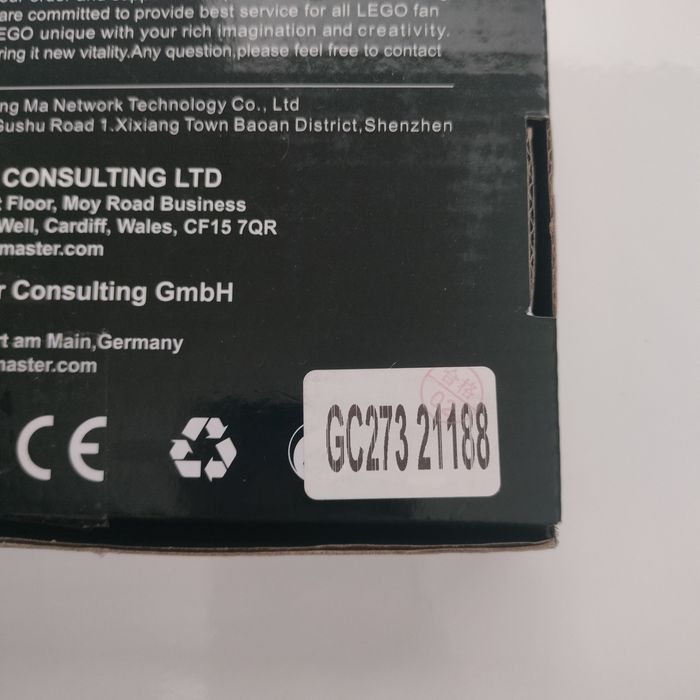 are committed to provide best service for all LEGO fan
EGO unique with your rich imagination and creativity.
ring it new vitality.Any question,please feel free to contact
ng Ma Network Technology Co., Ltd
Gushu Road 1.Xixiang Town Baoan District,Shenzhen
CONSULTING LTD
t Floor, Moy Road Business
Well, Cardiff, Wales, CF15 7QR
master.com
r Consulting GmbH
rt am Main,Germany
master.com
CE
合格
GC273 21188